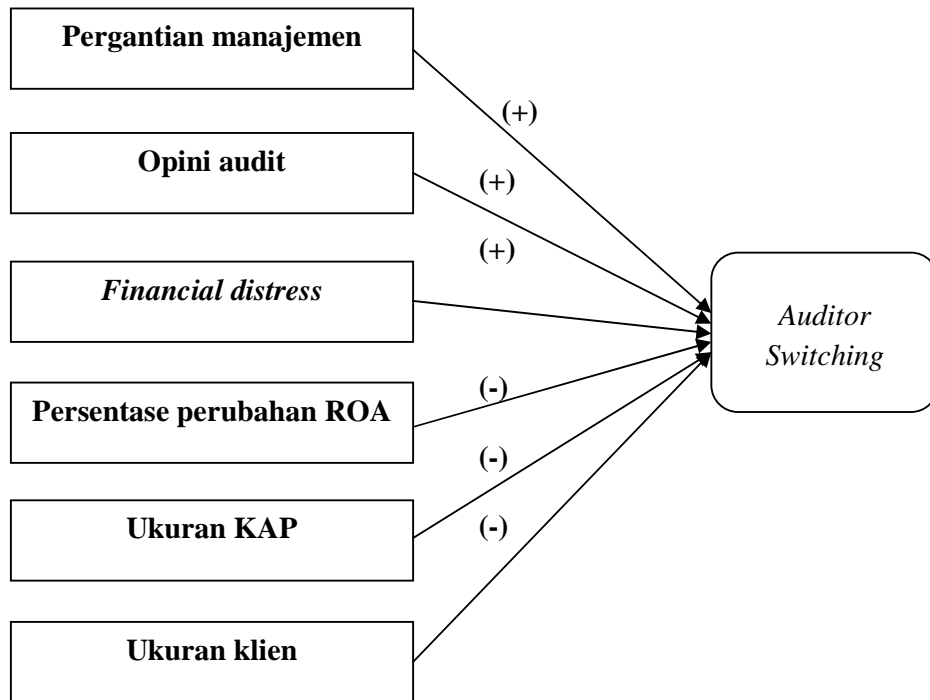 Pergantian manajemen
(+)
Opini audit
(+)
(+)
Financial distress
Auditor
Switching
Persentase perubahan ROA
(-)
(-)
Ukuran KAP
(-)
Ukuran klien